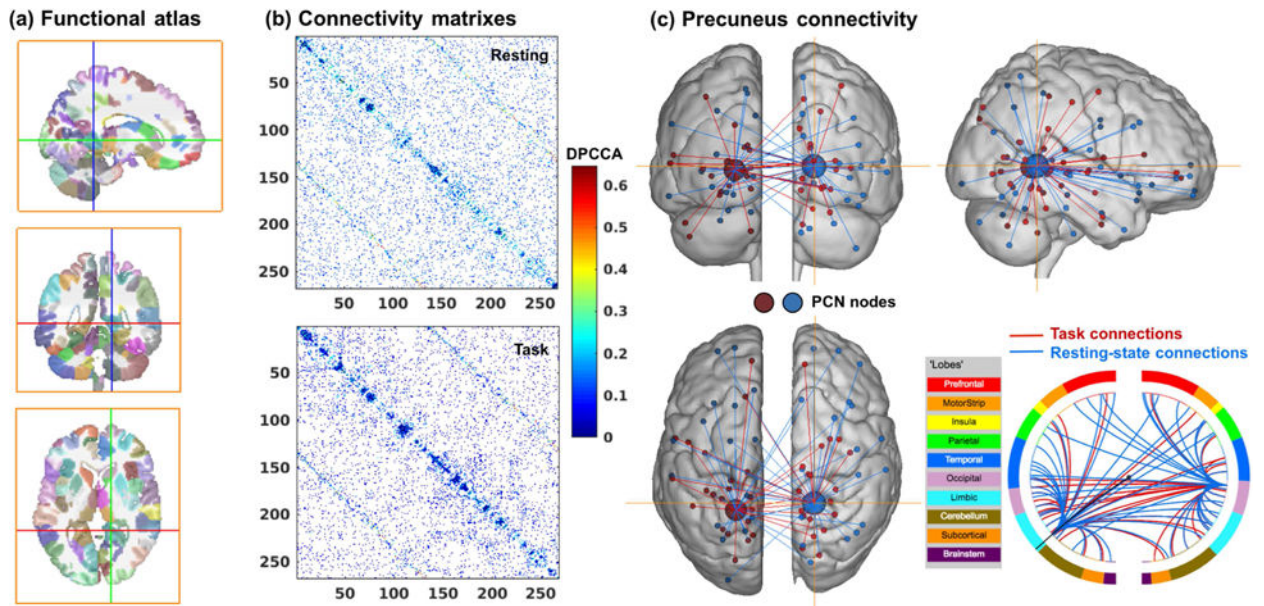 (a) Functional atlas
(b) Connectivity matrixes
Resting
50
100
150
200
250
50 100 150 200 250
Task
50
100
150
200
250
50 100 150 200 250
DPCCA
0.6
0.5
0.4
0.3
0.2
0.1
0
(c) Precuneus connectivity
PCN nodes
Task connections
Resting-state connections
'Lobes'
Prefrontal
MotorStrip
Insula
Parietal
Temporal
Occipital
Limbic
Cerebellum
Subcortical
Brainstem